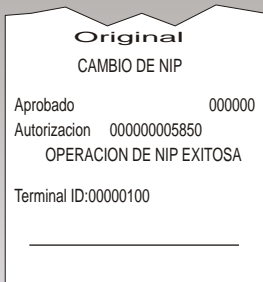 Original
CAMBIO DE NIP
Aprobado 000000
Autorizacion 000000005850
OPERACION DE NIP EXITOSA
Terminal ID:00000100